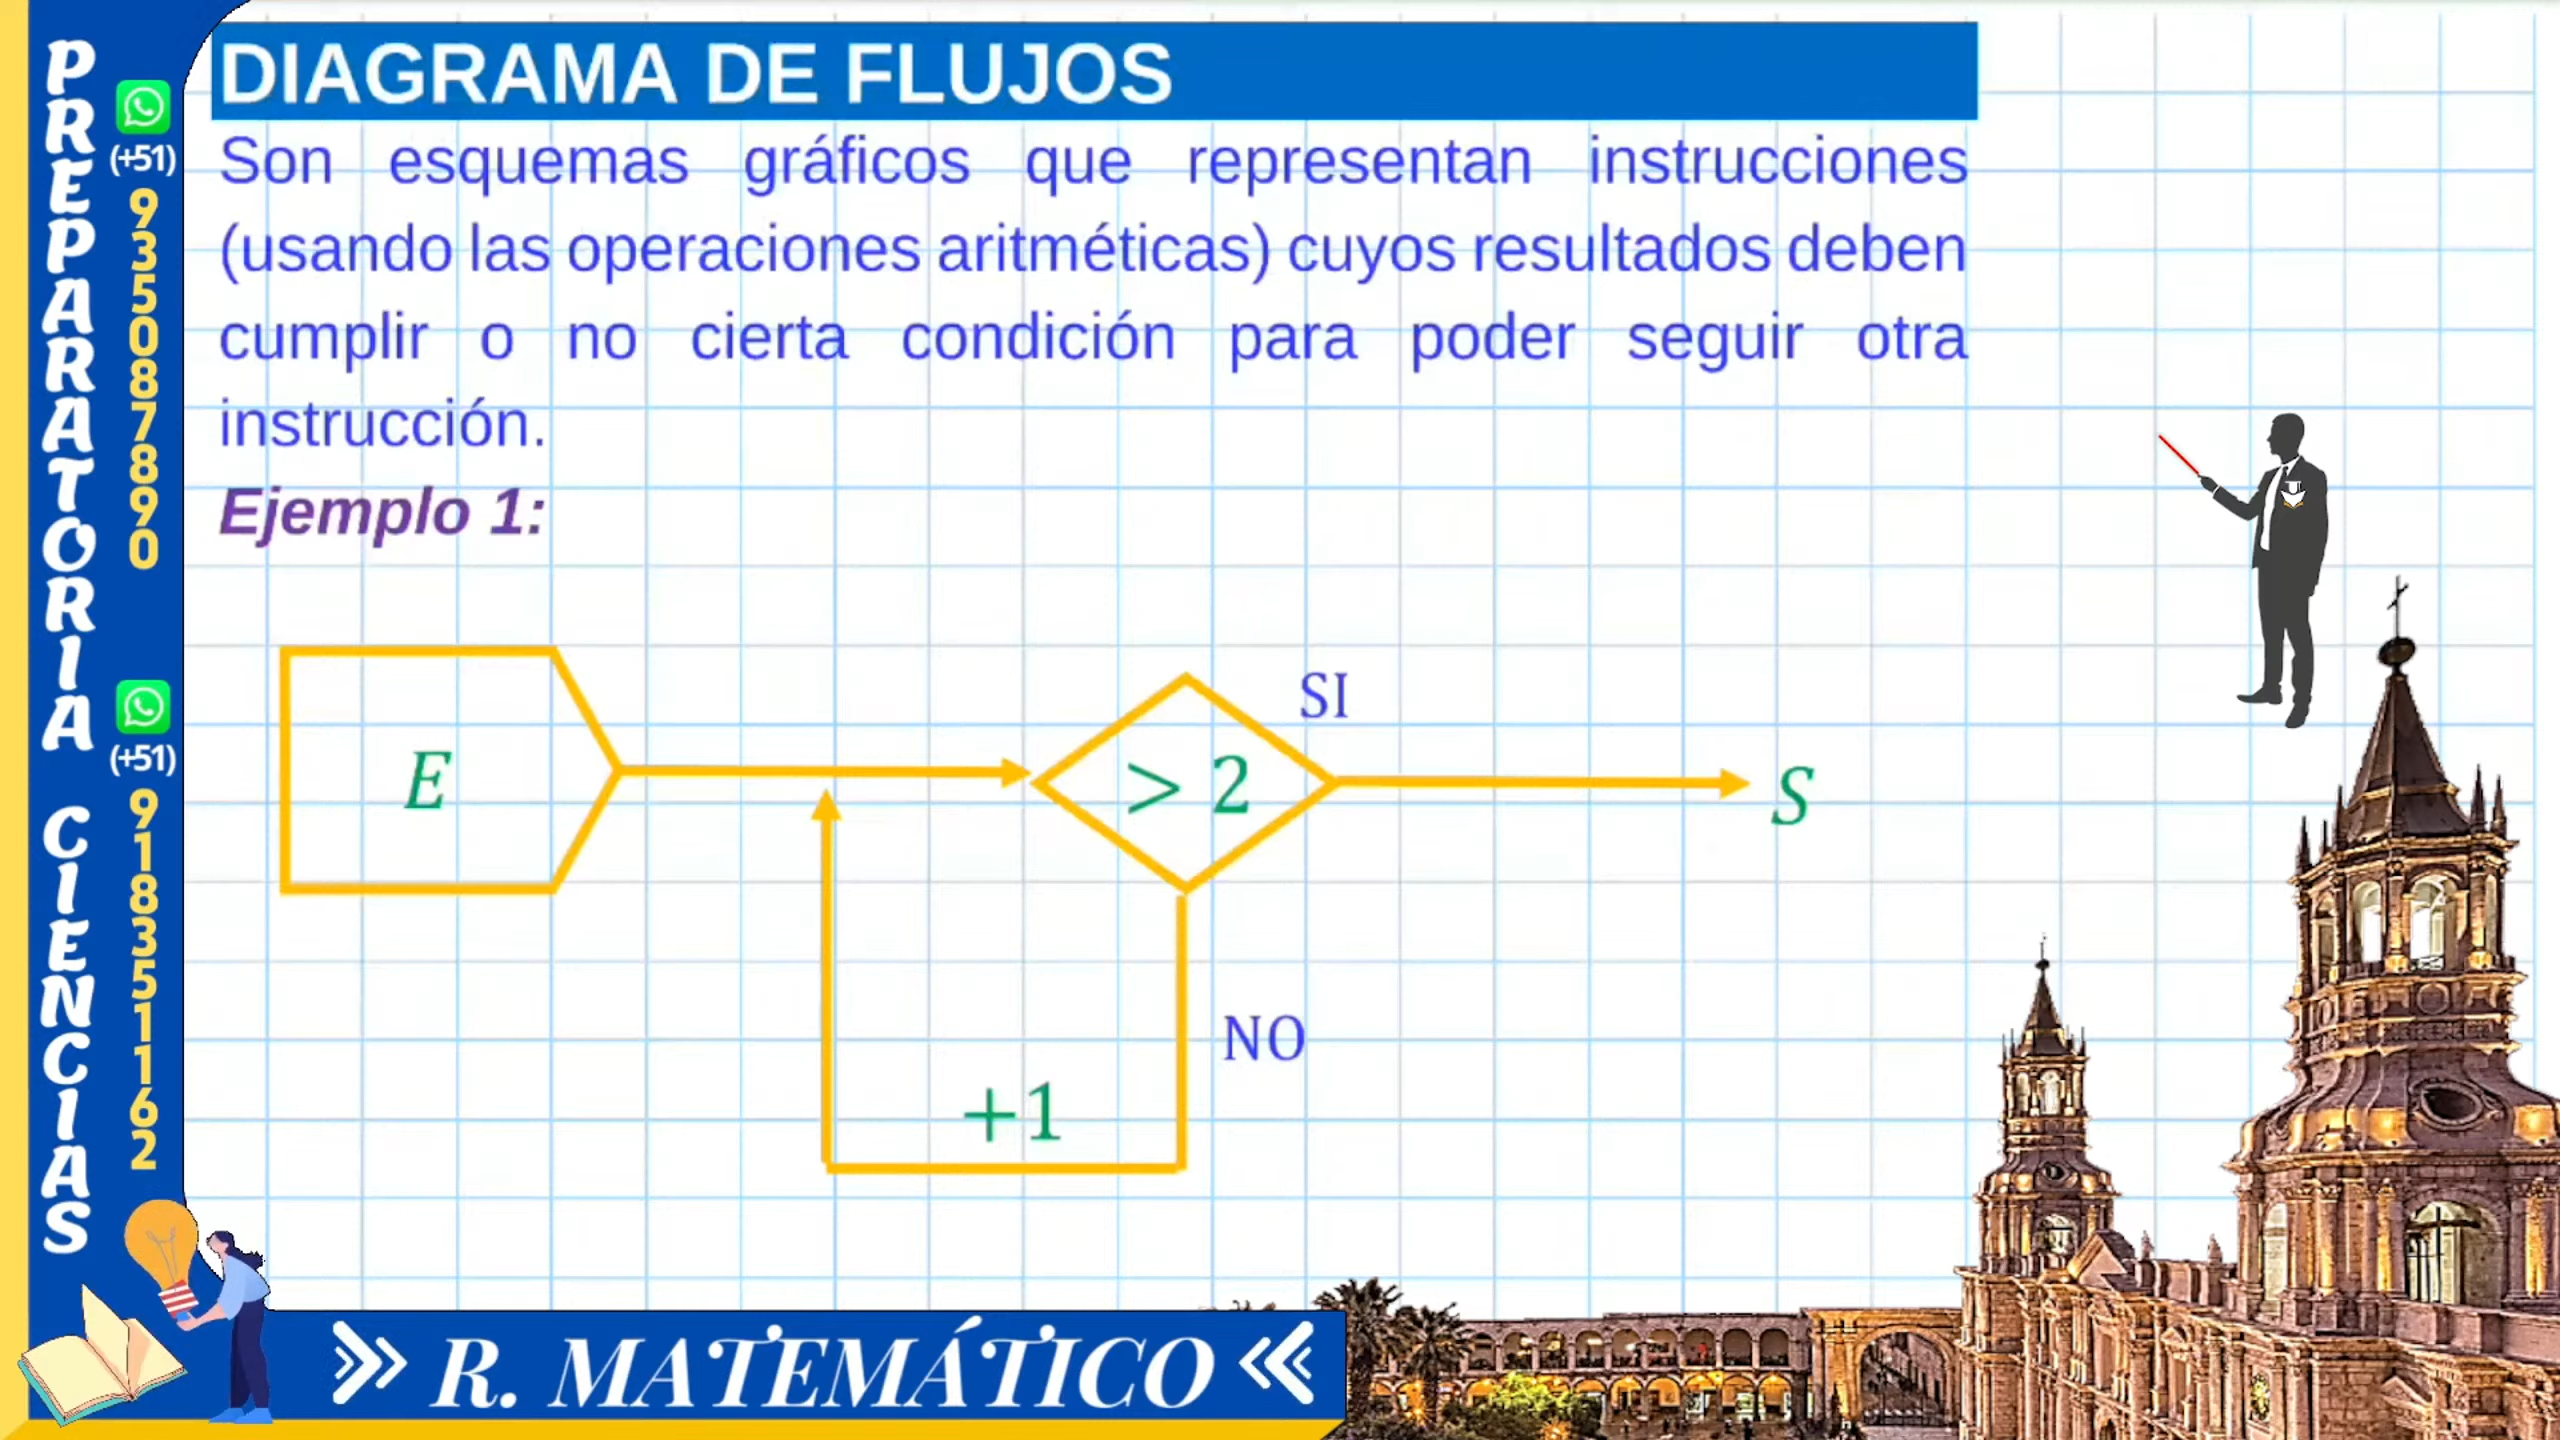 DIAGRAMA DE FLUJOS
Son esquemas gráficos que representan instrucciones
(usando las operaciones aritméticas) cuyos resultados deben
cumplir o no cierta condición para poder seguir otra
instrucción.
Ejemplo 1:
E
> 2
SI
S
NO
+1
PREPARATORIA CIENCIAS
(+51)
935087890
(+51)
918351162
R. MATEMÁTICO